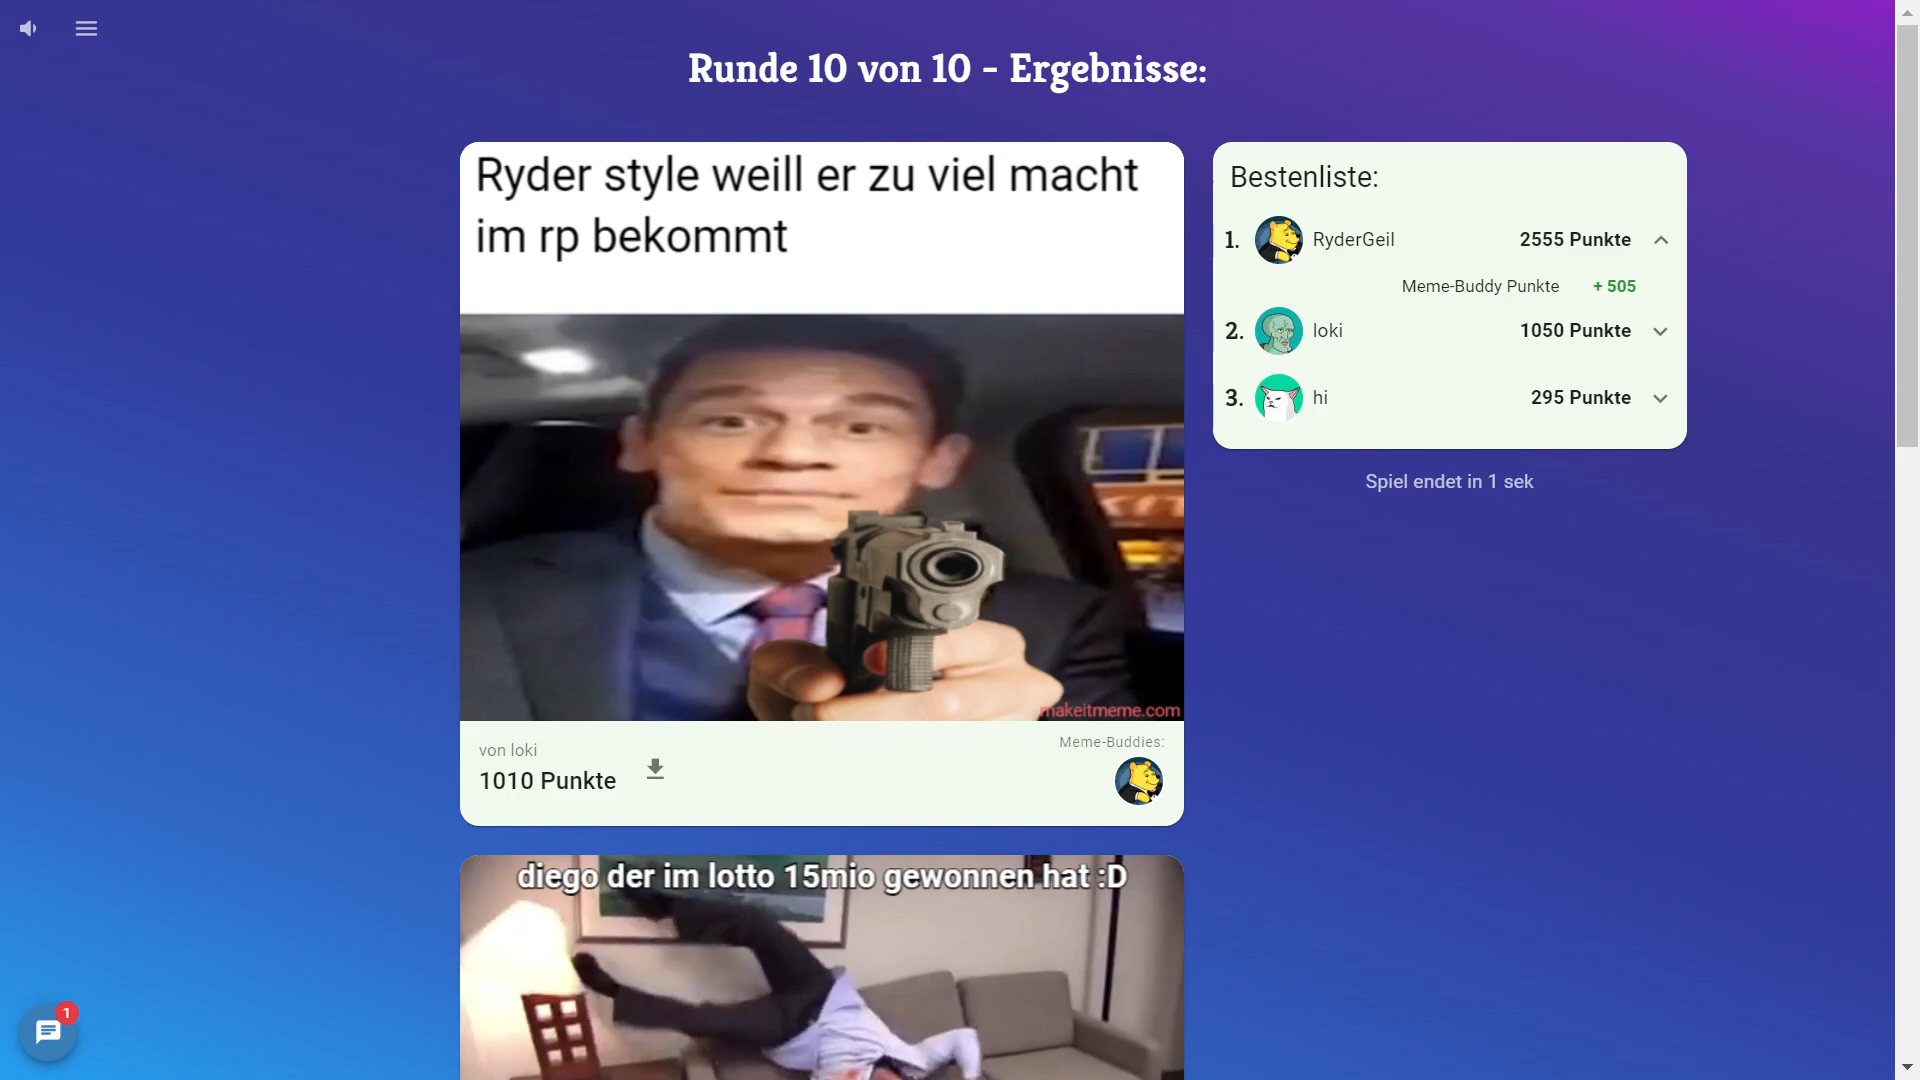 Runde 10 von 10 - Ergebnisse:
Ryder style weill er zu viel macht
im rp bekommt
makeitmeme.com
von loki
1010 Punkte
Meme-Buddies:
diego der im lotto 15mio gewonnen hat :D
Bestenliste:
1. RyderGeil 2555 Punkte
Meme-Buddy Punkte + 505
2. loki 1050 Punkte
3. hi 295 Punkte
Spiel endet in 1 sek
1